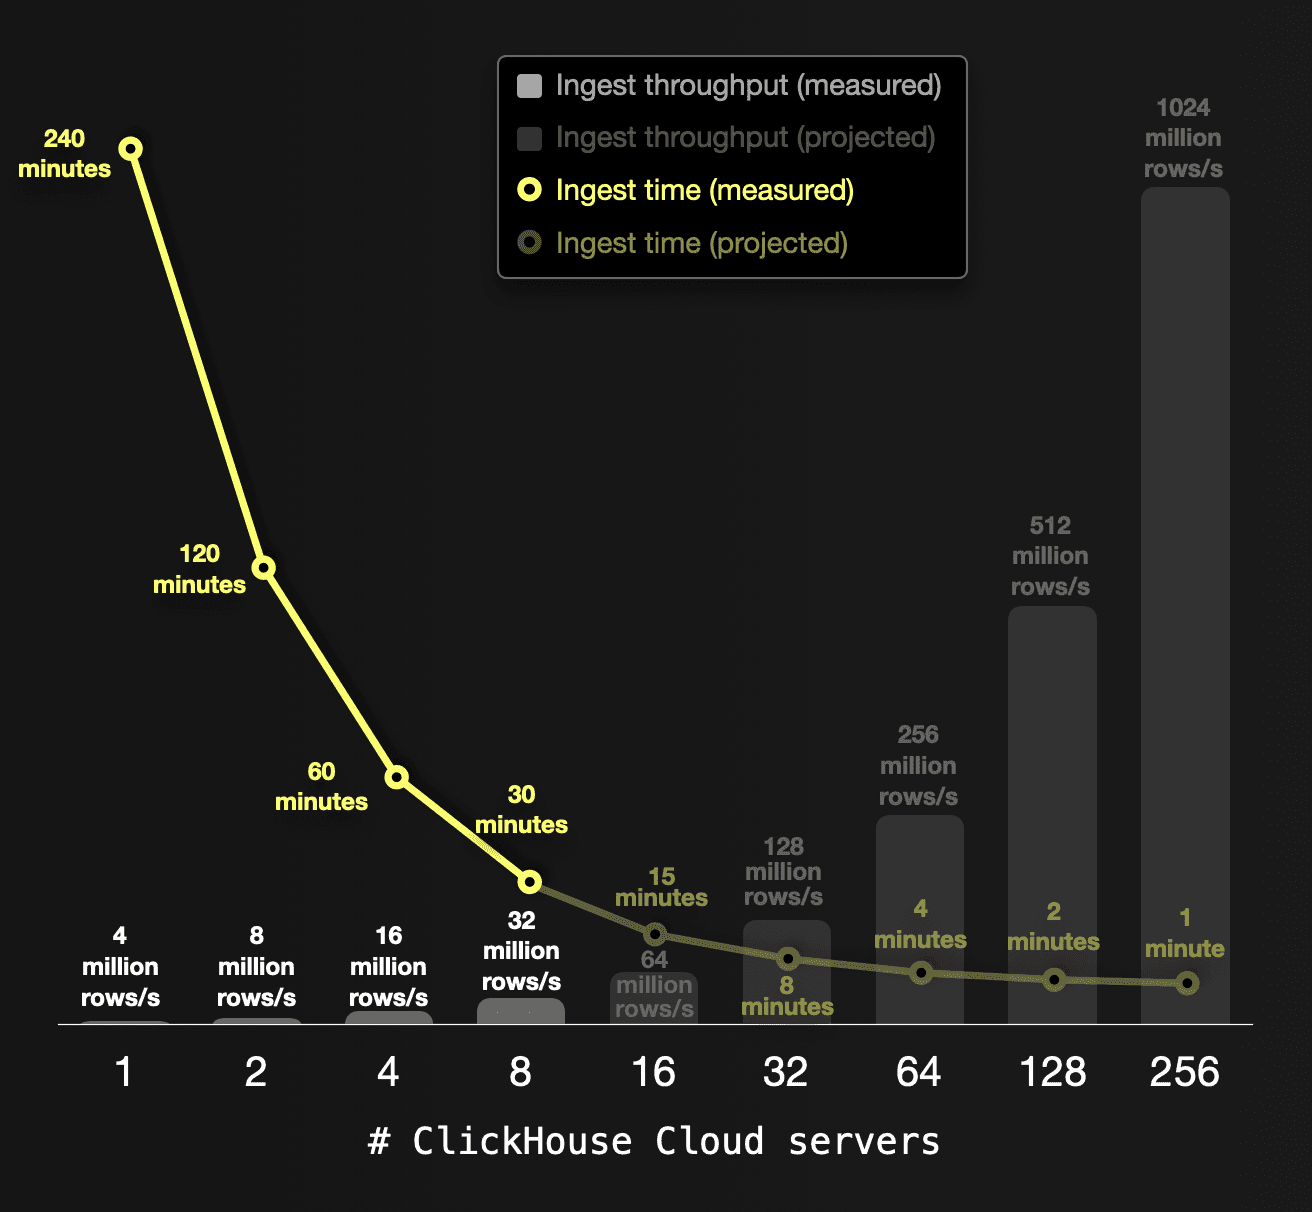 Ingest throughput (measured)
Ingest throughput (projected)
Ingest time (measured)
Ingest time (projected)
240
minutes
120
minutes
60
minutes
30
minutes
15
minutes
8
minutes
4
minutes
2
minutes
1
minute
4
million
rows/s
8
million
rows/s
16
million
rows/s
32
million
rows/s
64
million
rows/s
128
million
rows/s
256
million
rows/s
512
million
rows/s
1024
million
rows/s
1 2 4 8 16 32 64 128 256
# ClickHouse Cloud servers